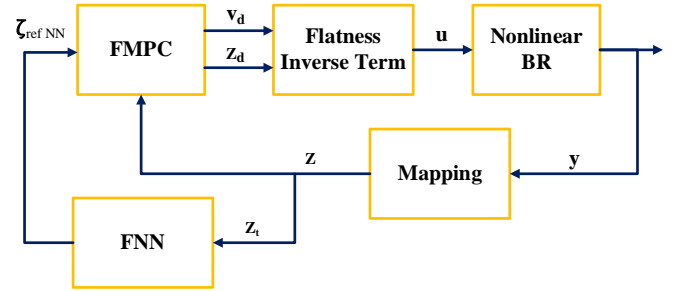 ζref NN
FMPC
vd
zd
Flatness
Inverse Term
u
Nonlinear
BR
z
Mapping
y
FNN
zt